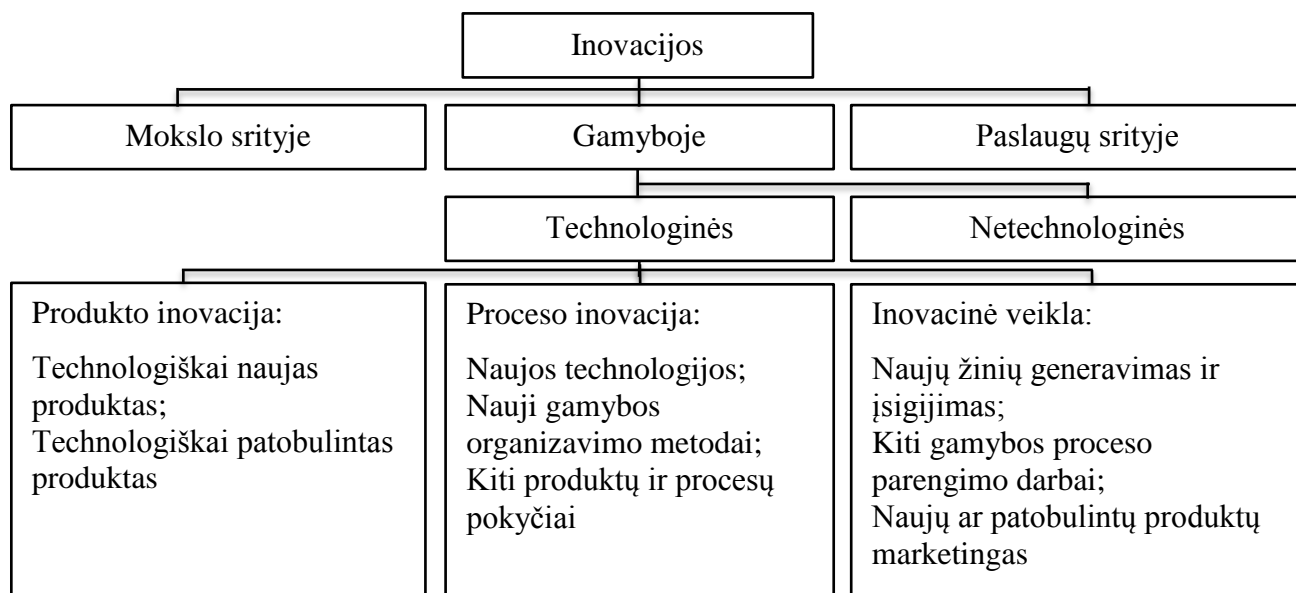 Inovacijos
Mokslo srityje
Gamyboje
Paslaugų srityje
Technologinės
Netechnologinės
Produkto inovacija:
Technologiškai naujas
produktas;
Technologiškai patobulintas
produktas
Proceso inovacija:
Naujos technologijos;
Nauji gamybos
organizavimo metodai;
Kiti produktų ir procesų
pokyčiai
Inovacinė veikla:
Naujų žinių generavimas ir
įsigijimas;
Kiti gamybos proceso
parengimo darbai;
Naujų ar patobulintų produktų
marketingas